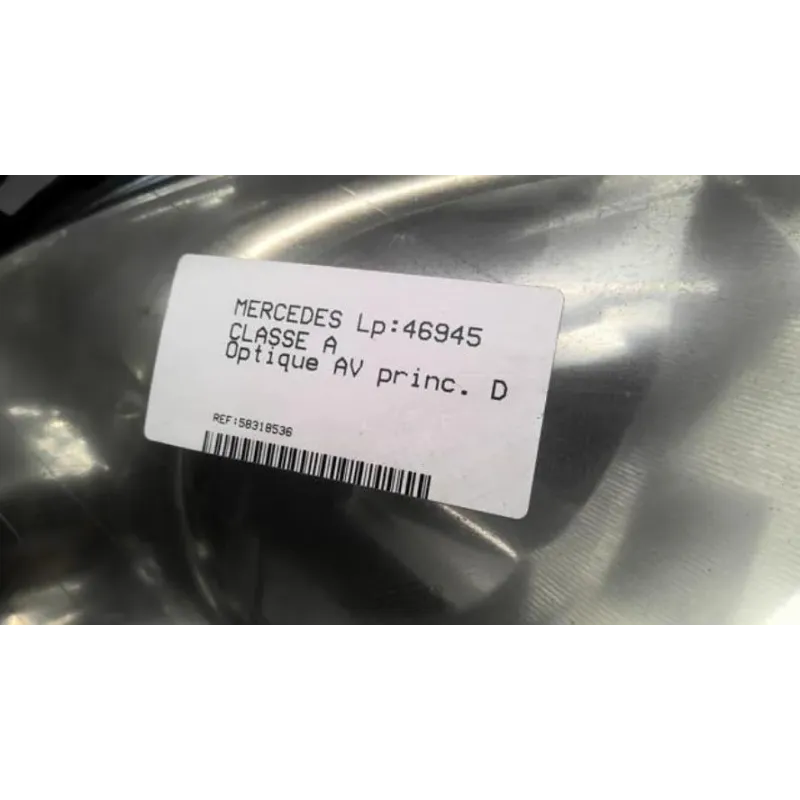 MERCEDES Lp:46945
CLASSE A
Optique AV princ. D
REF:58318536